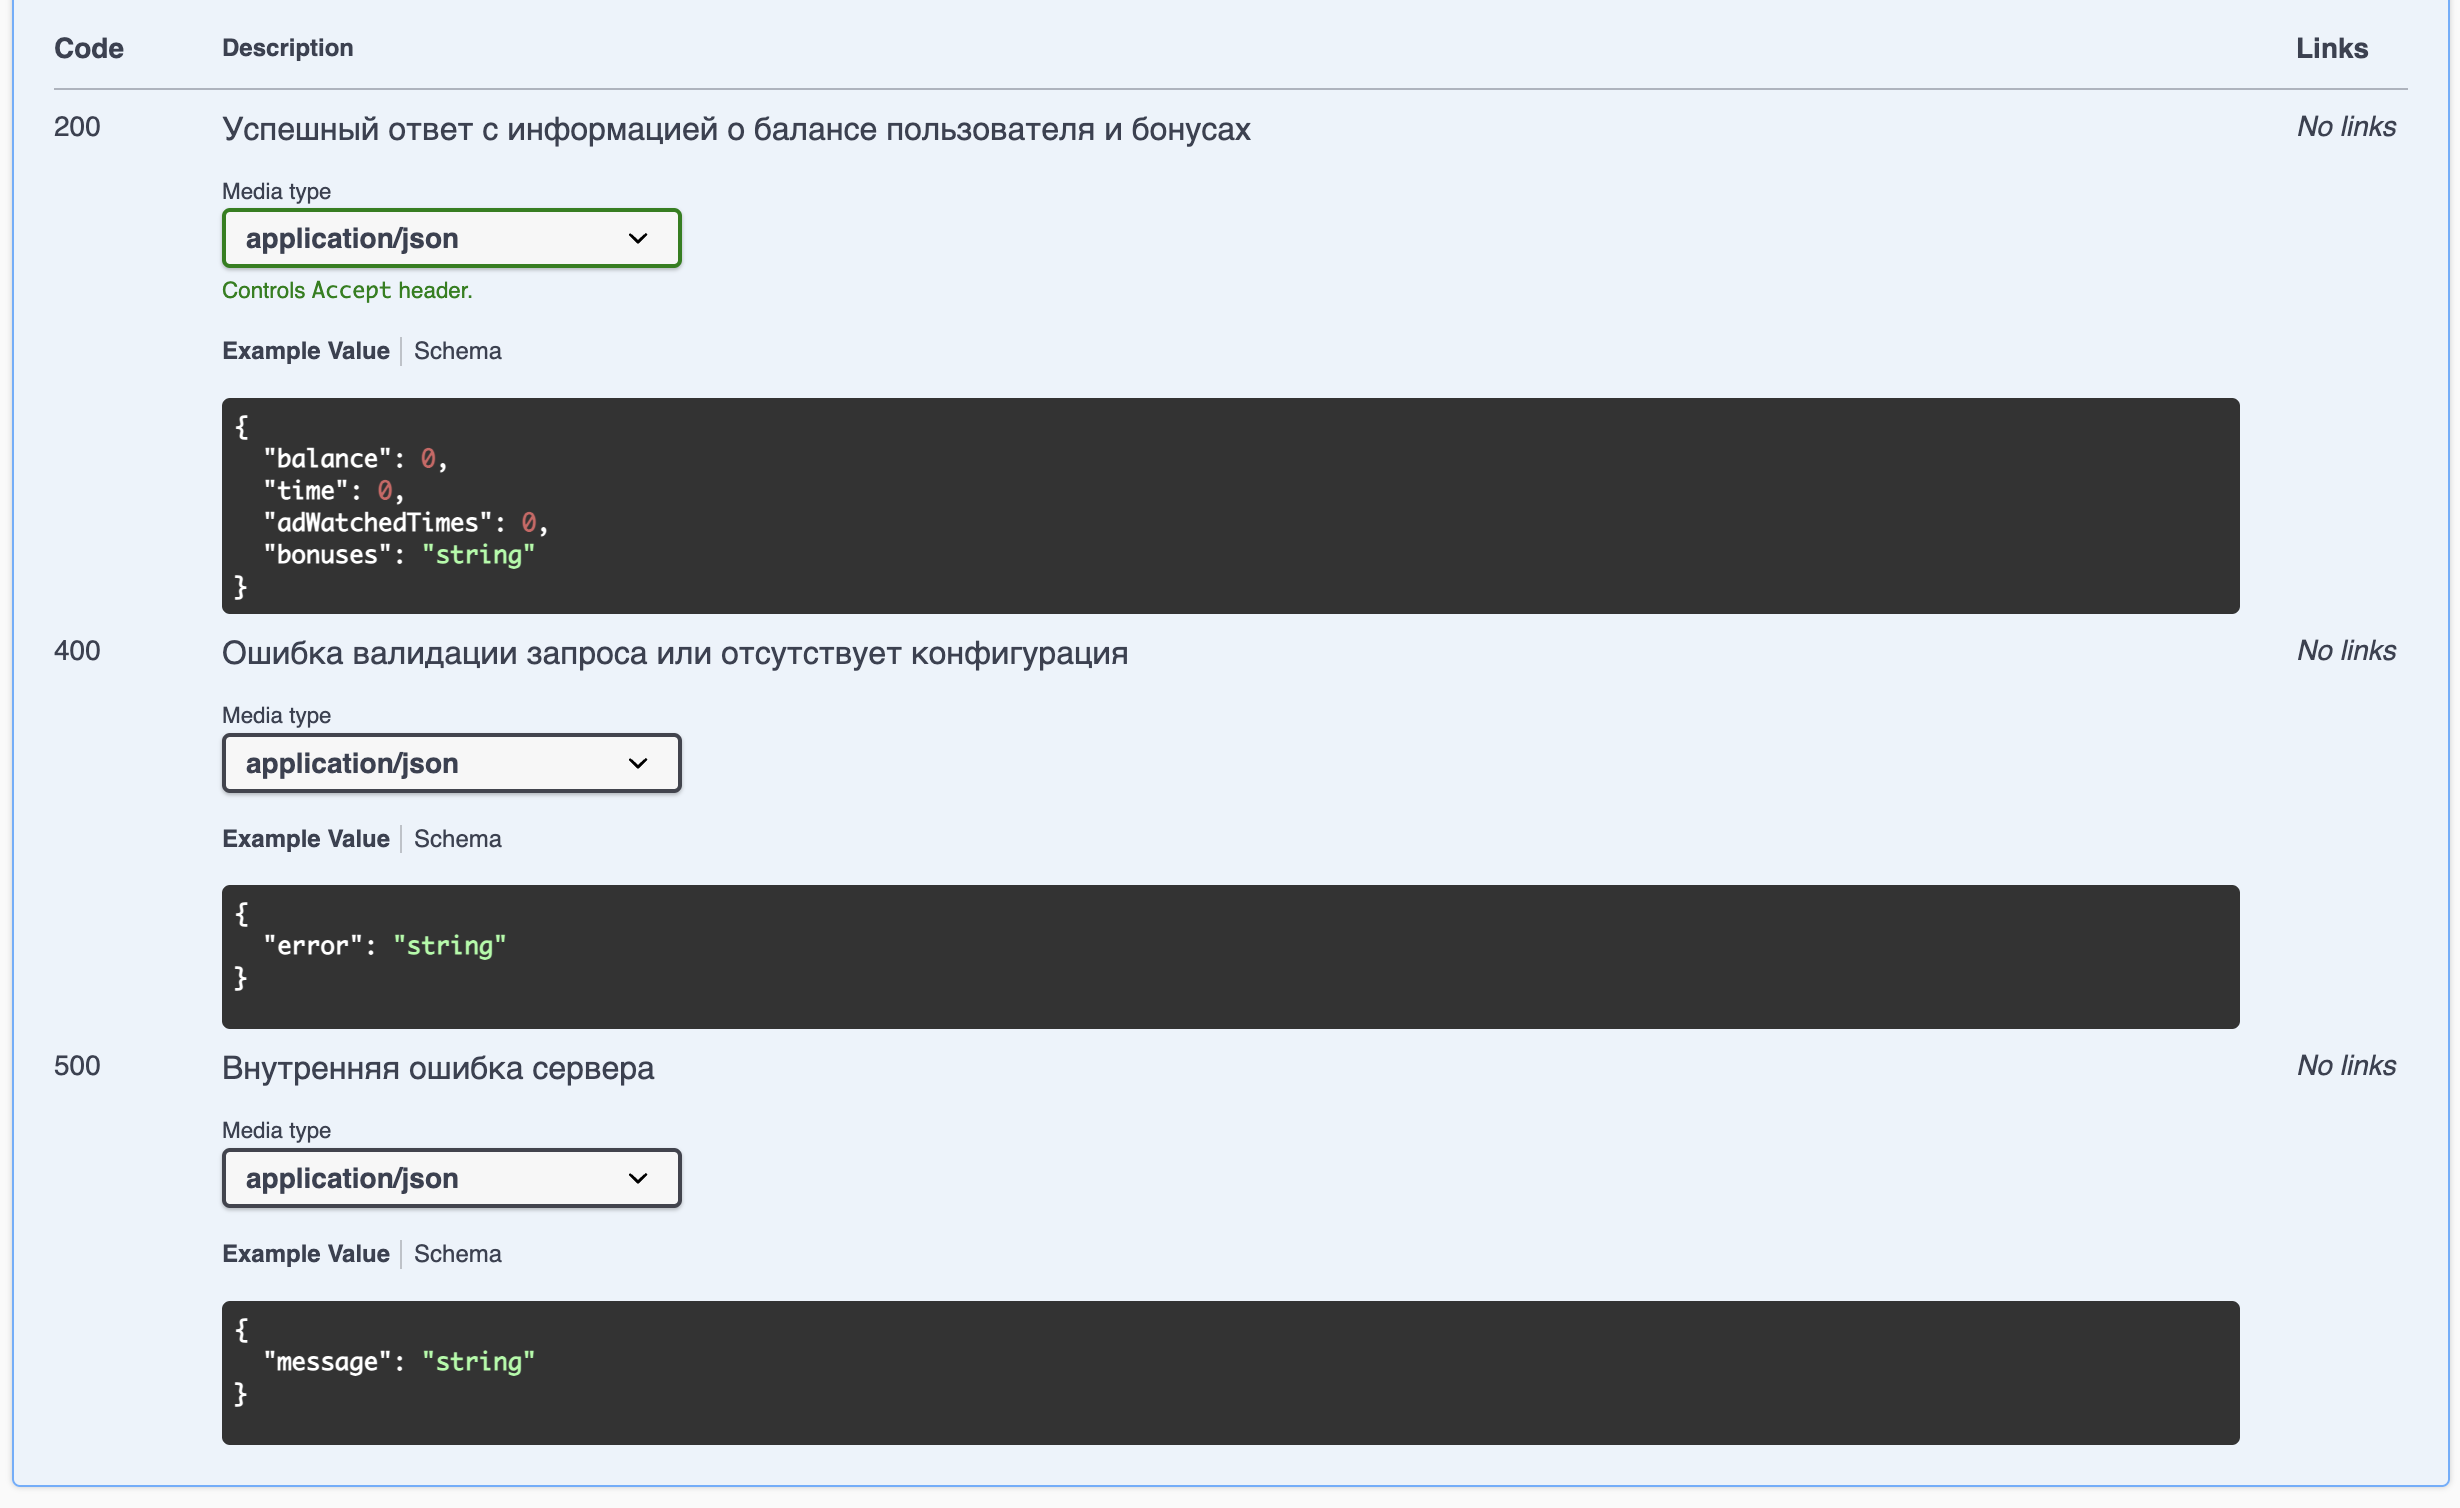 Code Description Links
200 Успешный ответ с информацией о балансе пользователя и бонусах No links
Media type
application/json
Controls Accept header.
Example Value Schema
{
"balance": 0,
"time": 0,
"adWatchedTimes": 0,
"bonuses": "string"
}
400 Ошибка валидации запроса или отсутствует конфигурация No links
Media type
application/json
Example Value Schema
{
"error": "string"
}
500 Внутренняя ошибка сервера No links
Media type
application/json
Example Value Schema
{
"message": "string"
}